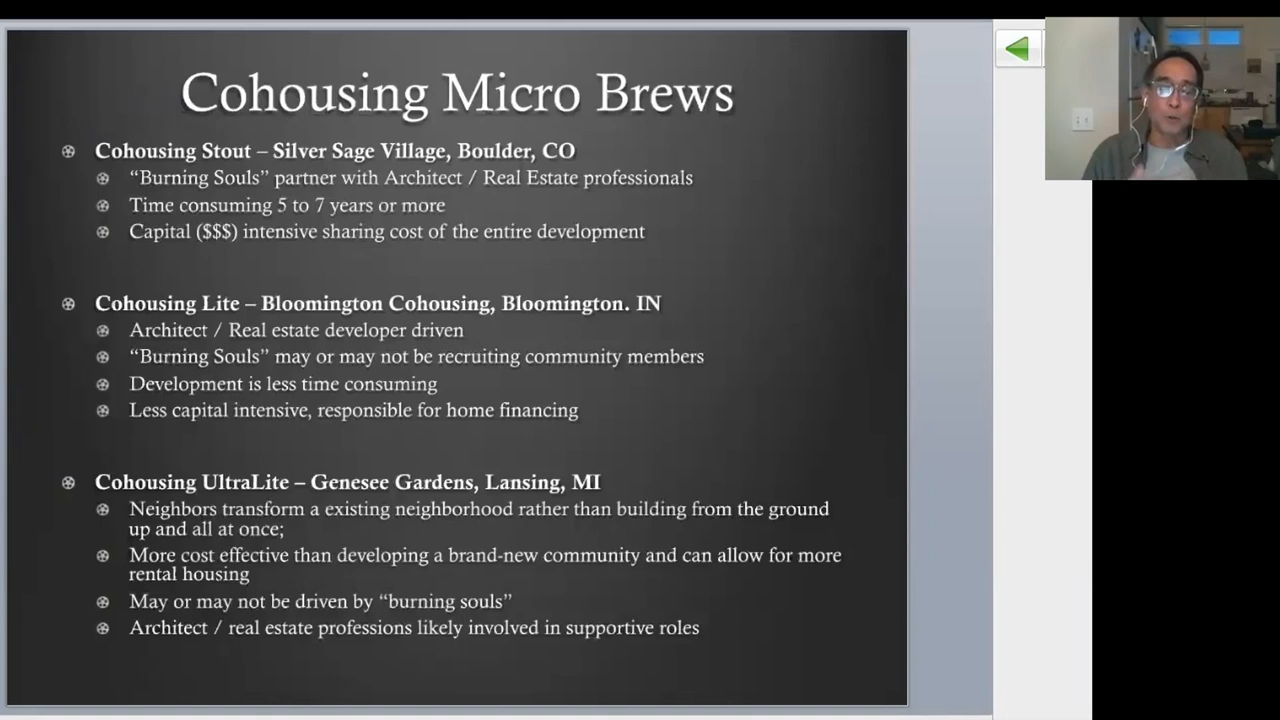 Cohousing Micro Brews
Cohousing Stout – Silver Sage Village, Boulder, CO
“Burning Souls” partner with Architect / Real Estate professionals
Time consuming 5 to 7 years or more
Capital ($$$) intensive sharing cost of the entire development
Cohousing Lite – Bloomington Cohousing, Bloomington. IN
Architect / Real estate developer driven
“Burning Souls” may or may not be recruiting community members
Development is less time consuming
Less capital intensive, responsible for home financing
Cohousing UltraLite – Genesee Gardens, Lansing, MI
Neighbors transform a existing neighborhood rather than building from the ground
up and all at once;
More cost effective than developing a brand-new community and can allow for more
rental housing
May or may not be driven by “burning souls”
Architect / real estate professions likely involved in supportive roles